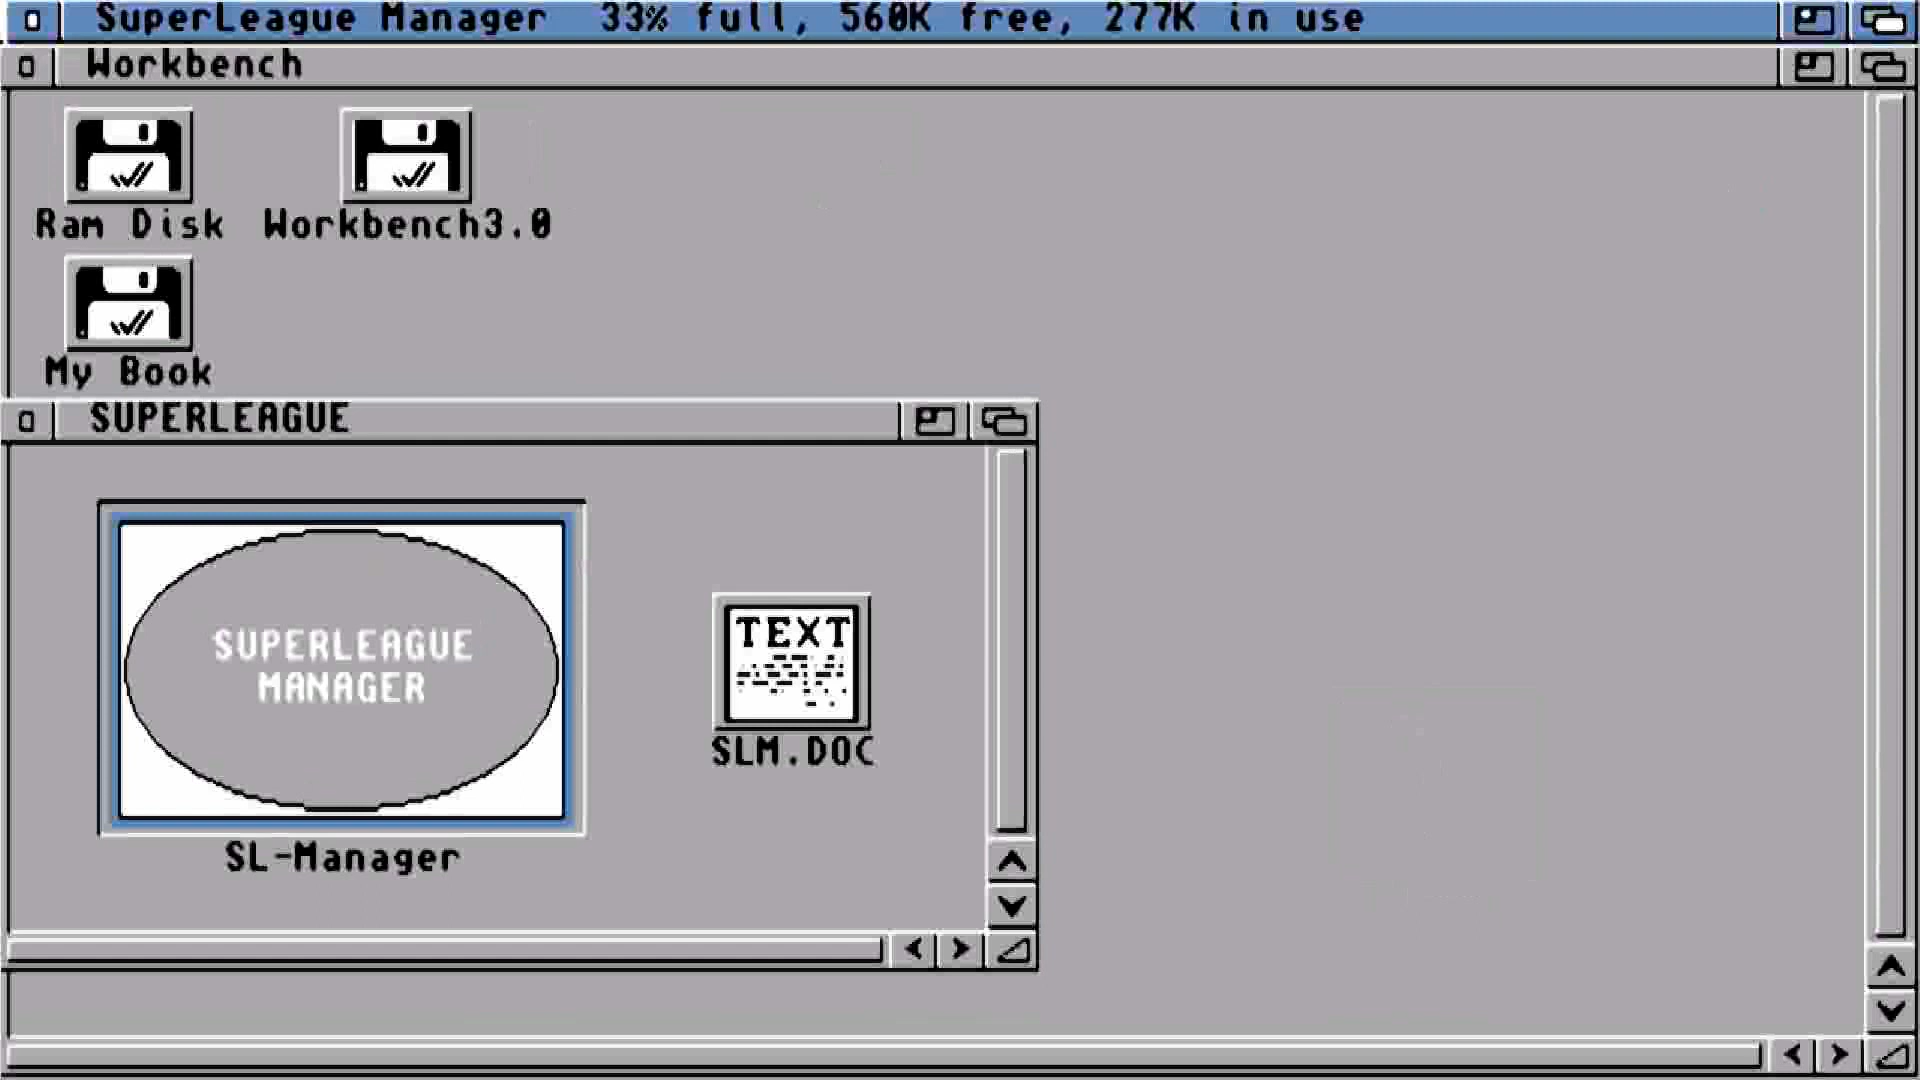 SuperLeague Manager 33% full, 560K free, 277K in use
Workbench
Ram Disk
Workbench3.0
My Book
SUPERLEAGUE
SUPERLEAGUE
MANAGER
TEXT
SLM.DOC
SL-Manager